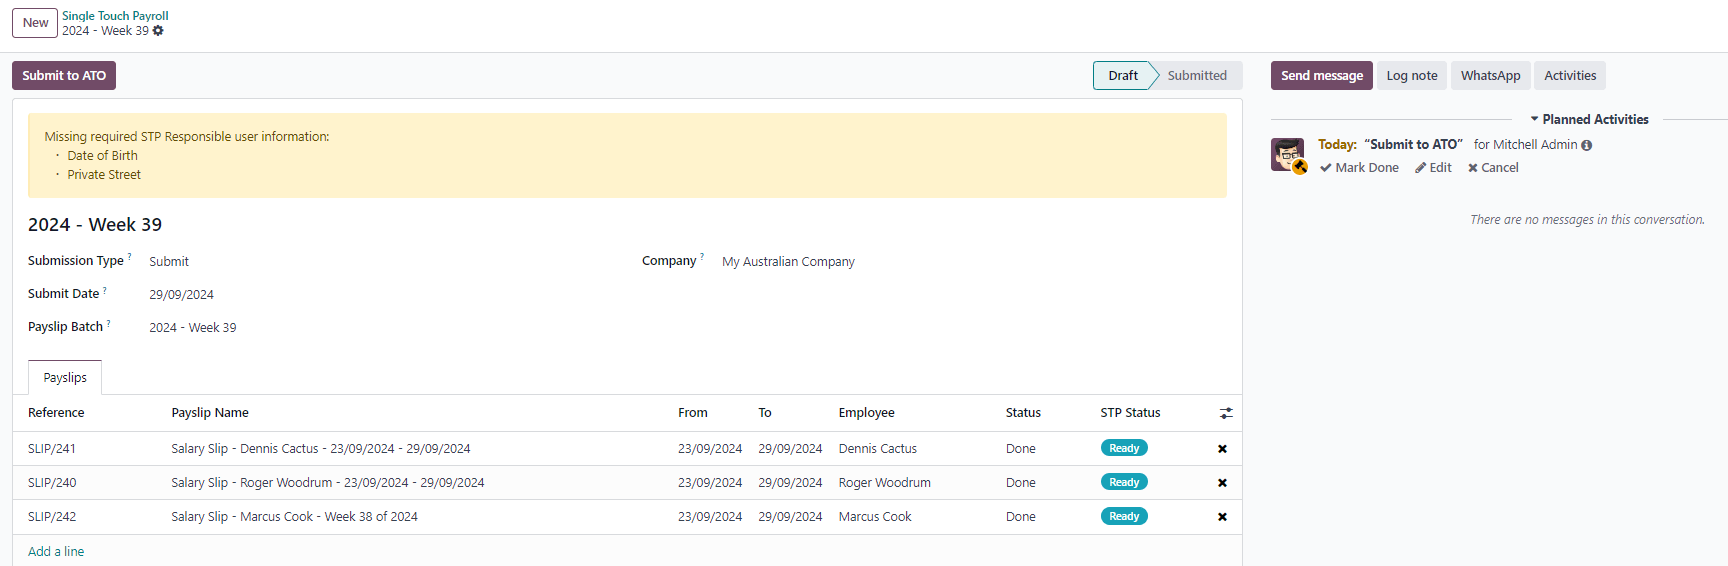 New
Single Touch Payroll
2024 - Week 39
Submit to ATO
Draft
Submitted
Send message
Log note
WhatsApp
Activities
Missing required STP Responsible user information:
· Date of Birth
· Private Street
Planned Activities
Today: “Submit to ATO” for Mitchell Admin
Mark Done
Edit
Cancel
There are no messages in this conversation.
2024 - Week 39
Submission Type ? Submit
Company ? My Australian Company
Submit Date ? 29/09/2024
Payslip Batch ? 2024 - Week 39
Payslips
Reference Payslip Name From To Employee Status STP Status
SLIP/241 Salary Slip - Dennis Cactus - 23/09/2024 - 29/09/2024 23/09/2024 29/09/2024 Dennis Cactus Done Ready
SLIP/240 Salary Slip - Roger Woodrum - 23/09/2024 - 29/09/2024 23/09/2024 29/09/2024 Roger Woodrum Done Ready
SLIP/242 Salary Slip - Marcus Cook - Week 38 of 2024 23/09/2024 29/09/2024 Marcus Cook Done Ready
Add a line